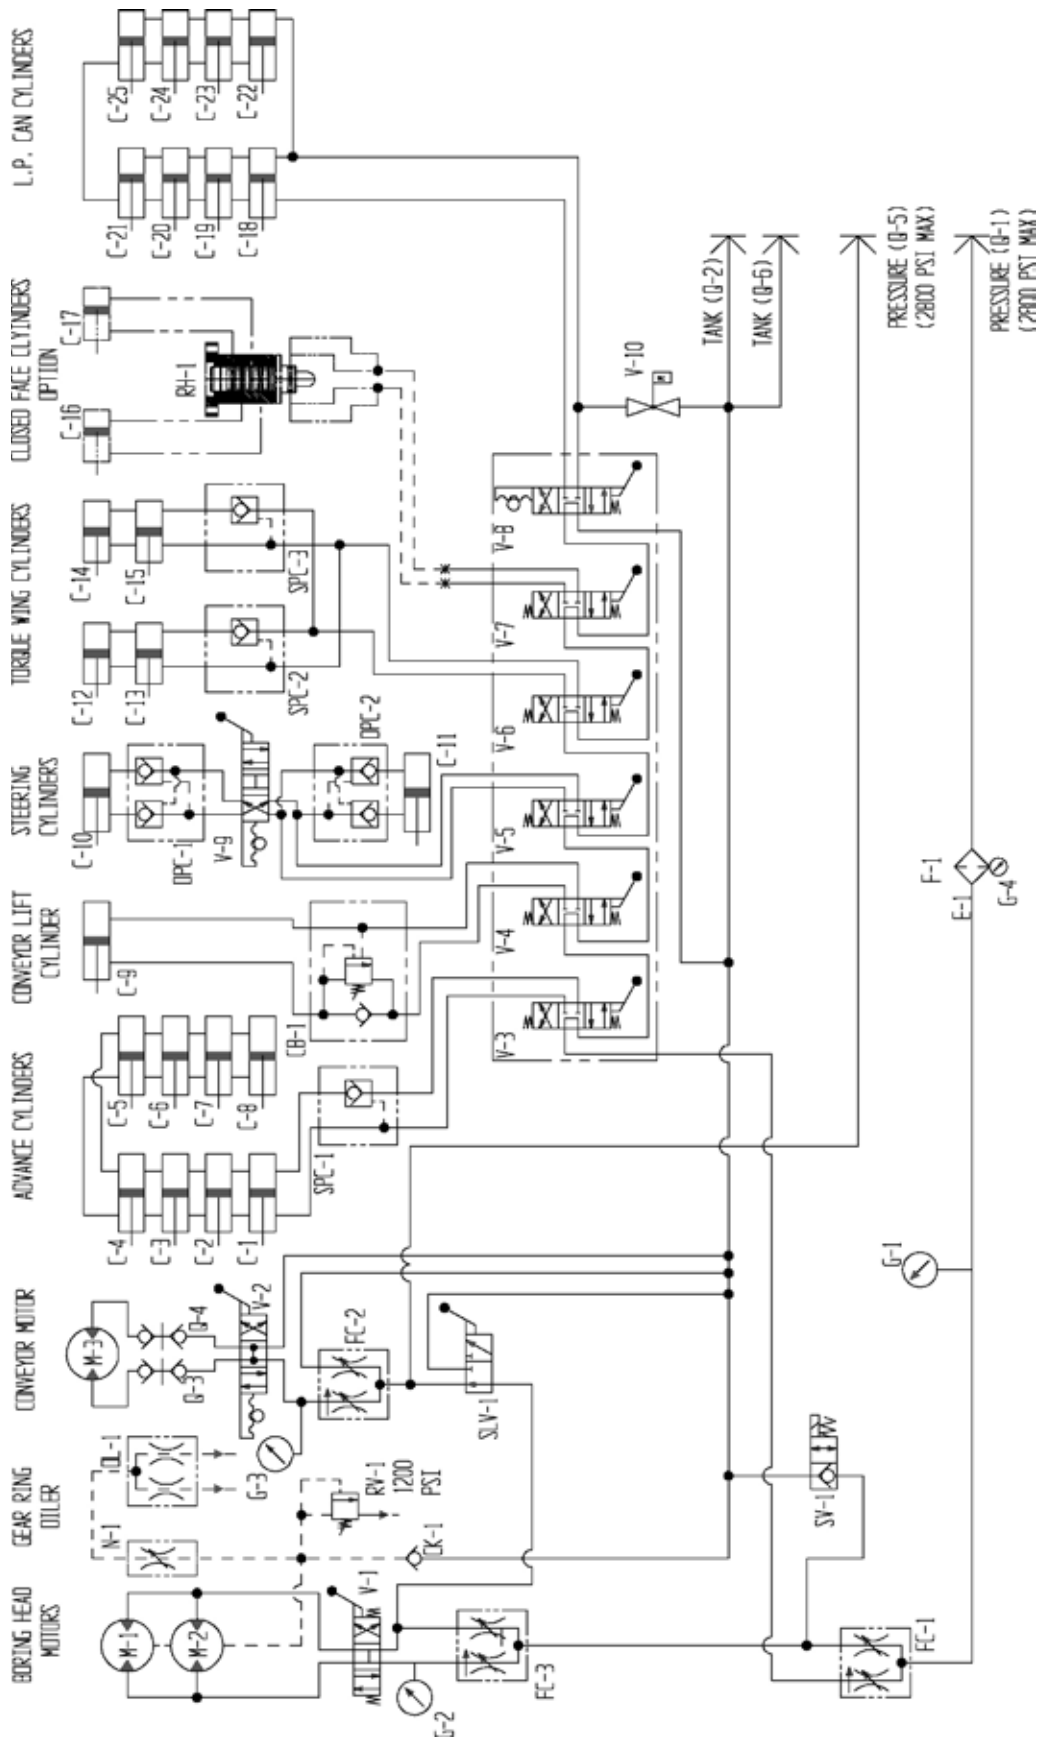 BORING HEAD
MOTORS
GEAR RING
OILER
CONVEYOR MOTOR
ADVANCE CYLINDERS
CONVEYOR LIFT
CYLINDER
STEERING
CYLINDERS
TORQUE WING CYLINDERS
CLOSED FACE CLYINDERS
OPTION
L.P. CAN CYLINDERS
M-1
M-2
N-1
OL-1
M-3
Q-3
Q-4
G-3
V-2
C-4
C-3
C-2
C-1
C-5
C-6
C-7
C-8
C-9
C-10
DPC-1
V-9
DPC-2
C-11
C-12
C-13
C-14
C-15
SPC-2
SPC-3
C-16
C-17
RH-1
C-21
C-20
C-19
C-18
C-25
C-24
C-23
C-22
V-1
G-2
FC-3
RV-1
1200
PSI
CK-1
FC-2
SLV-1
SPC-1
CB-1
V-3
V-4
V-5
V-6
V-7
V-8
V-10
M
TANK (Q-2)
TANK (Q-6)
PRESSURE (Q-5)
(2800 PSI MAX)
PRESSURE (Q-1)
(2800 PSI MAX)
SV-1
FC-1
G-1
E-1
F-1
G-4